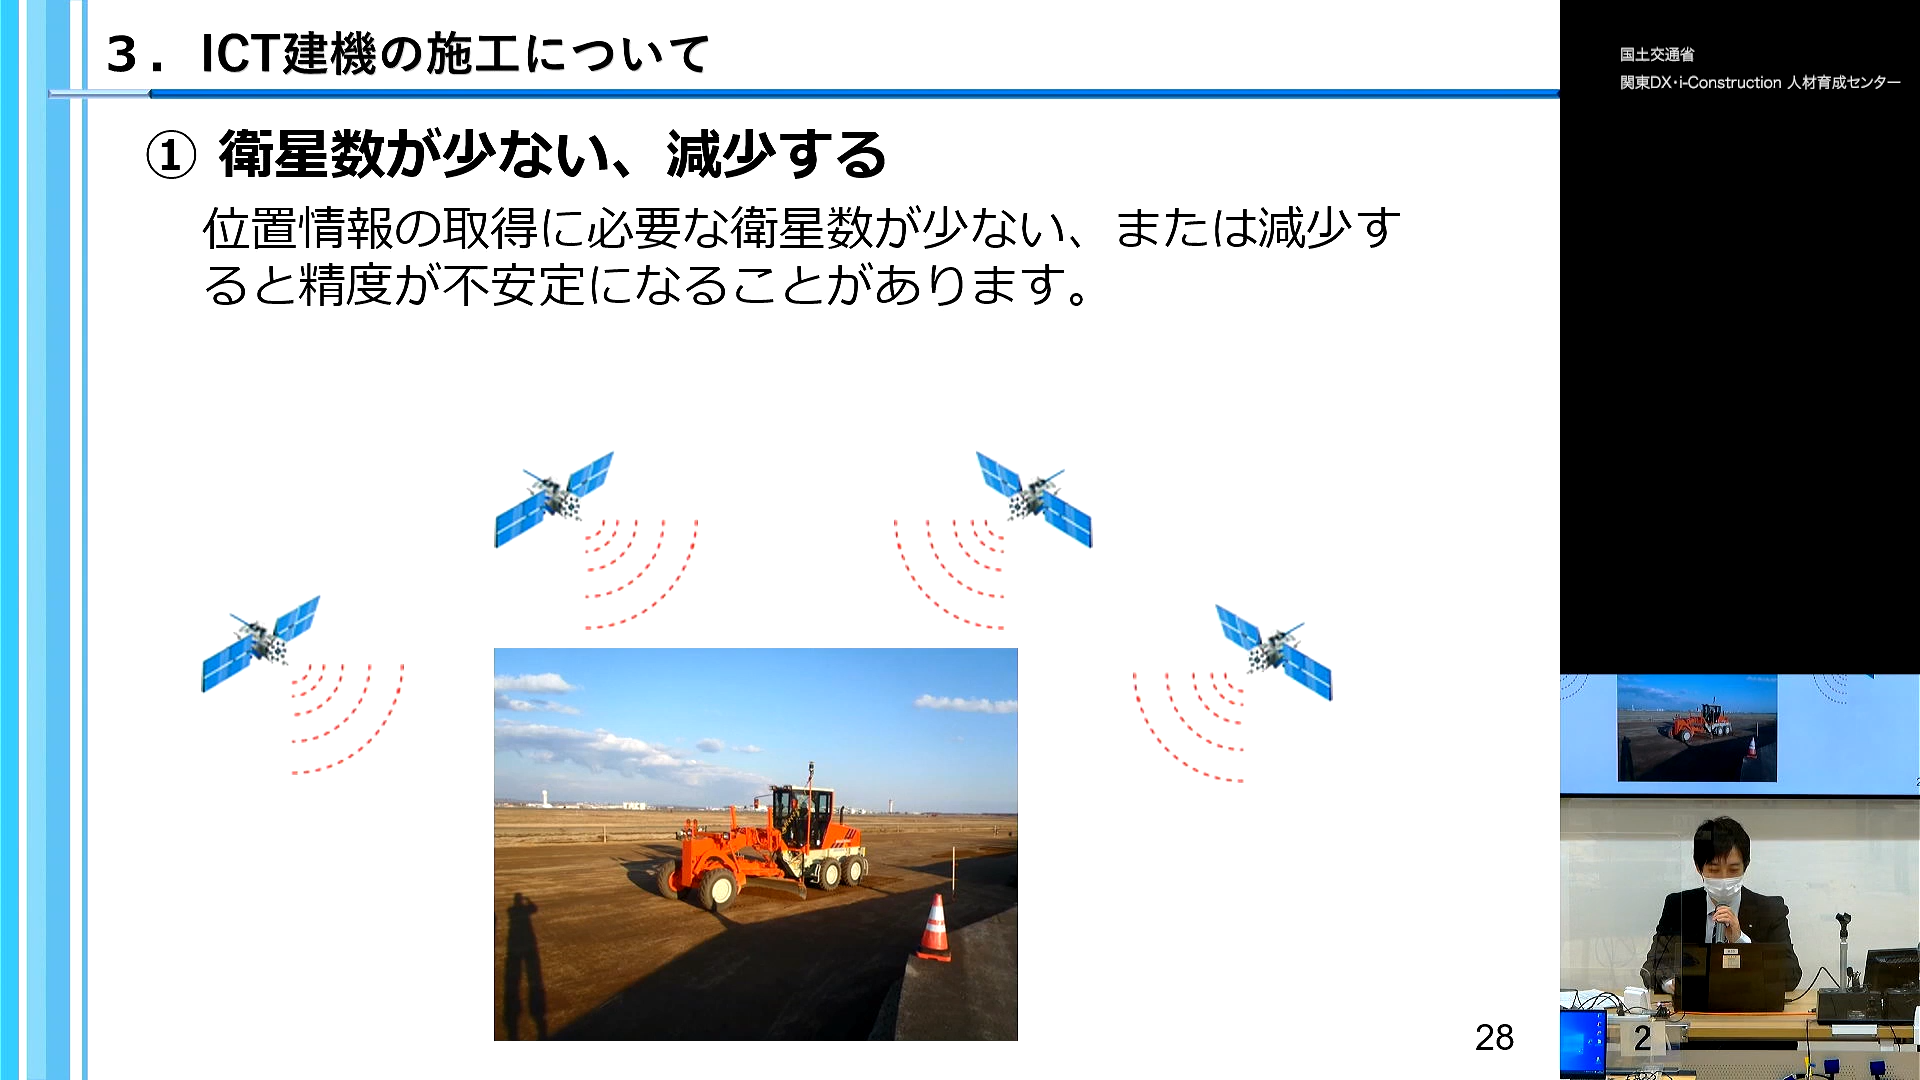 ３．ICT建機の施工について
① 衛星数が少ない、減少する
位置情報の取得に必要な衛星数が少ない、または減少す
ると精度が不安定になることがあります。
28
国土交通省
関東DX・i-Construction 人材育成センター
2